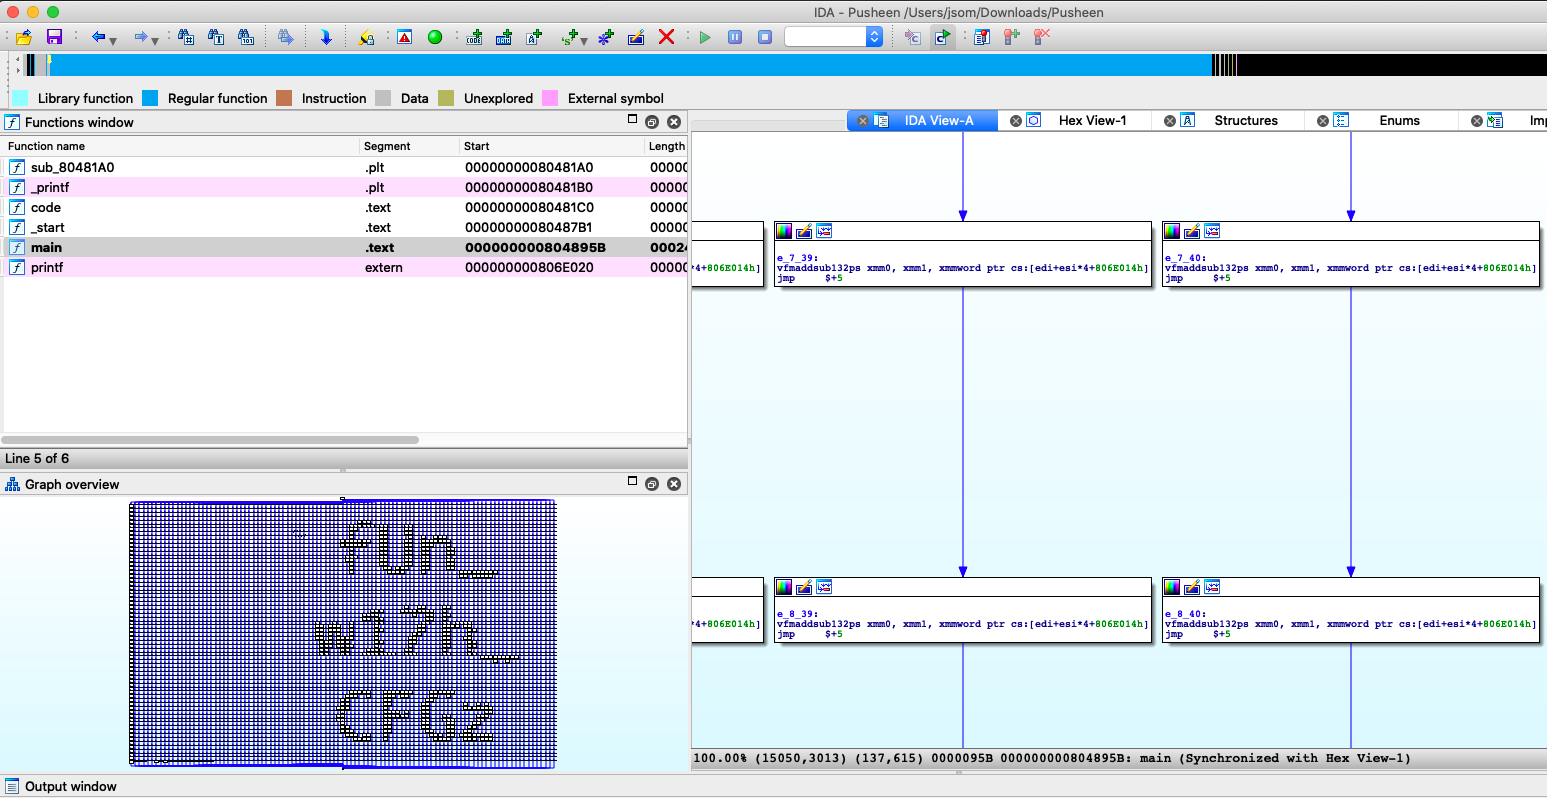 IDA - Pusheen /Users/jsom/Downloads/Pusheen
Library function Regular function Instruction Data Unexplored External symbol
Functions window
Function name Segment Start Length
sub_80481A0 .plt 00000000080481A0 00000
_printf .plt 00000000080481B0 00000
code .text 00000000080481C0 00000
_start .text 00000000080487B1 00000
main .text 000000000804895B 00024
printf extern 000000000806E020 00000
Line 5 of 6
Graph overview
fUn_
w17h_
CFGz
Output window
IDA View-A Hex View-1 Structures Enums Imp
*4+806E014h]
e_7_39:
vfmaddsub132ps xmm0, xmm1, xmmword ptr cs:[edi+esi*4+806E014h]
jmp $+5
e_7_40:
vfmaddsub132ps xmm0, xmm1, xmmword ptr cs:[edi+esi*4+806E014h]
jmp $+5
*4+806E014h]
e_8_39:
vfmaddsub132ps xmm0, xmm1, xmmword ptr cs:[edi+esi*4+806E014h]
jmp $+5
e_8_40:
vfmaddsub132ps xmm0, xmm1, xmmword ptr cs:[edi+esi*4+806E014h]
jmp $+5
100.00% (15050,3013) (137,615) 0000095B 000000000804895B: main (Synchronized with Hex View-1)